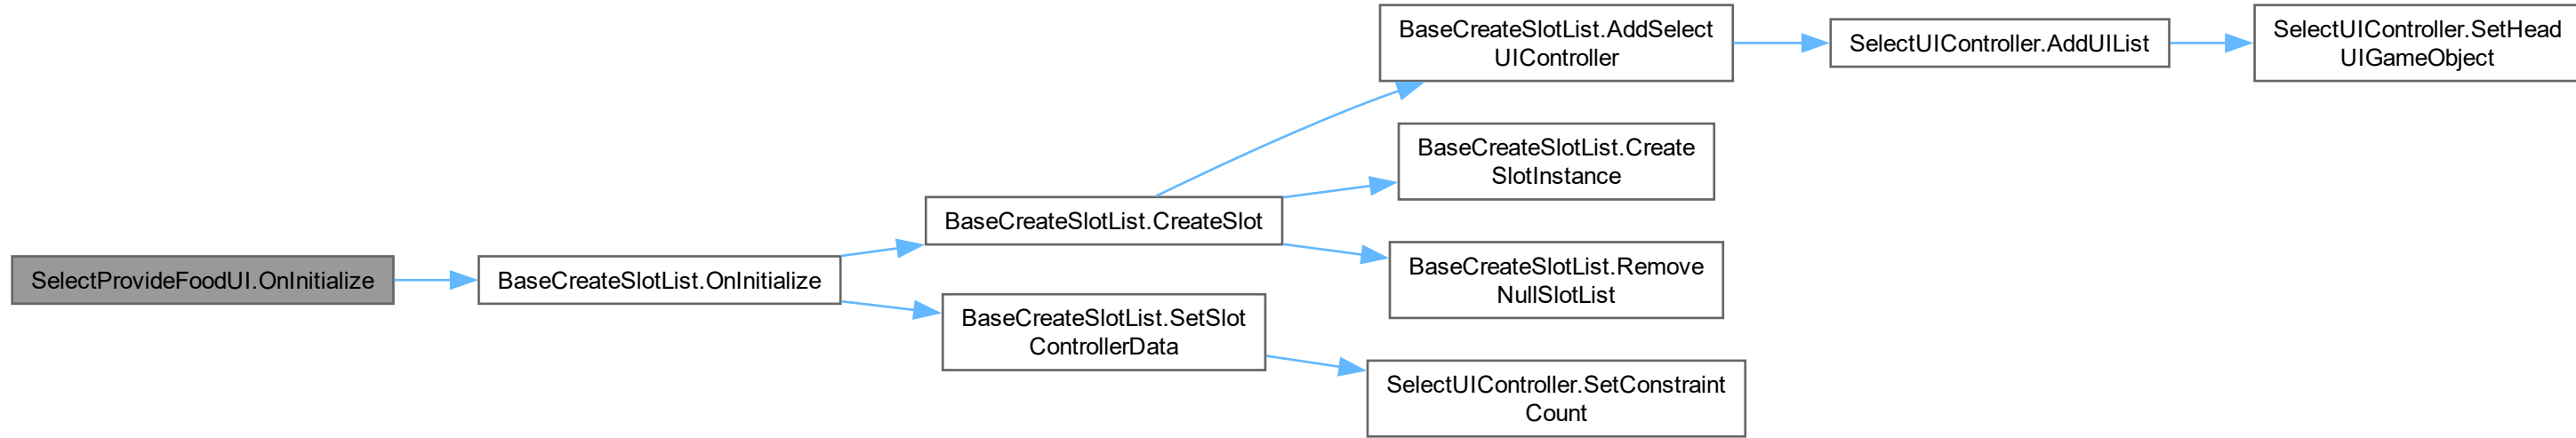 SelectProvideFoodUI.OnInitialize
BaseCreateSlotList.OnInitialize
BaseCreateSlotList.CreateSlot
BaseCreateSlotList.AddSelect
UIController
SelectUIController.AddUIList
SelectUIController.SetHead
UIGameObject
BaseCreateSlotList.Create
SlotInstance
BaseCreateSlotList.Remove
NullSlotList
BaseCreateSlotList.SetSlot
ControllerData
SelectUIController.SetConstraint
Count